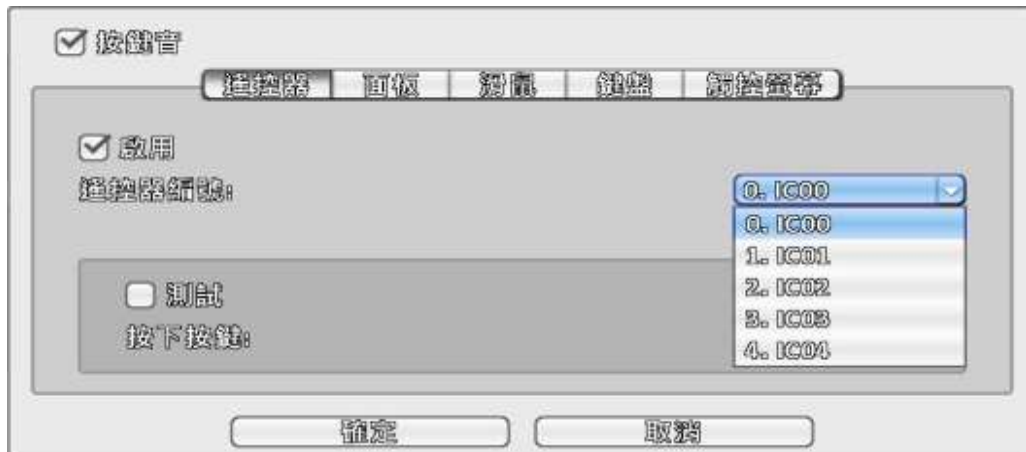 按鍵音
遙控器 面板 滑鼠 鍵盤 觸控螢幕
啟用
遙控器編號: 0. IC00
0. IC00
1. IC01
2. IC02
3. IC03
4. IC04
測試
按下按鍵:
確定 取消